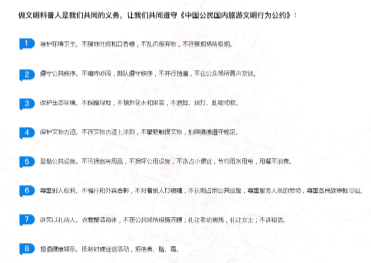 做文明科普人是我们共同的义务，让我们共同遵守《中国公民国内旅游文明行为公约》：
1 维护环境卫生。不随地吐痰和口香糖，不乱扔废弃物，不在禁烟场所吸烟。
2 遵守公共秩序。不喧哗吵闹，排队遵守秩序，不并行挡道，不在公众场所高声交谈。
3 保护生态环境。不踩踏绿地，不摘折花木和果实，不追捉、投打、乱喂动物。
4 保护文物古迹。不在文物古迹上涂刻，不攀爬触摸文物，拍照摄像遵守规定。
5 爱惜公共设施。不污损客房用品，不损坏公用设施，不贪占小便宜，节约用水用电，用餐不浪费。
6 尊重别人权利。不强行和外宾合影，不对着别人打喷嚏，不长期占用公共设施，尊重服务人员的劳动，尊重各民族宗教习俗。
7 讲究以礼待人。衣着整洁得体，不在公共场所袒胸赤膊；礼让老幼病残，礼让女士；不讲粗话。
8 提倡健康娱乐。抵制封建迷信活动，拒绝黄、赌、毒。